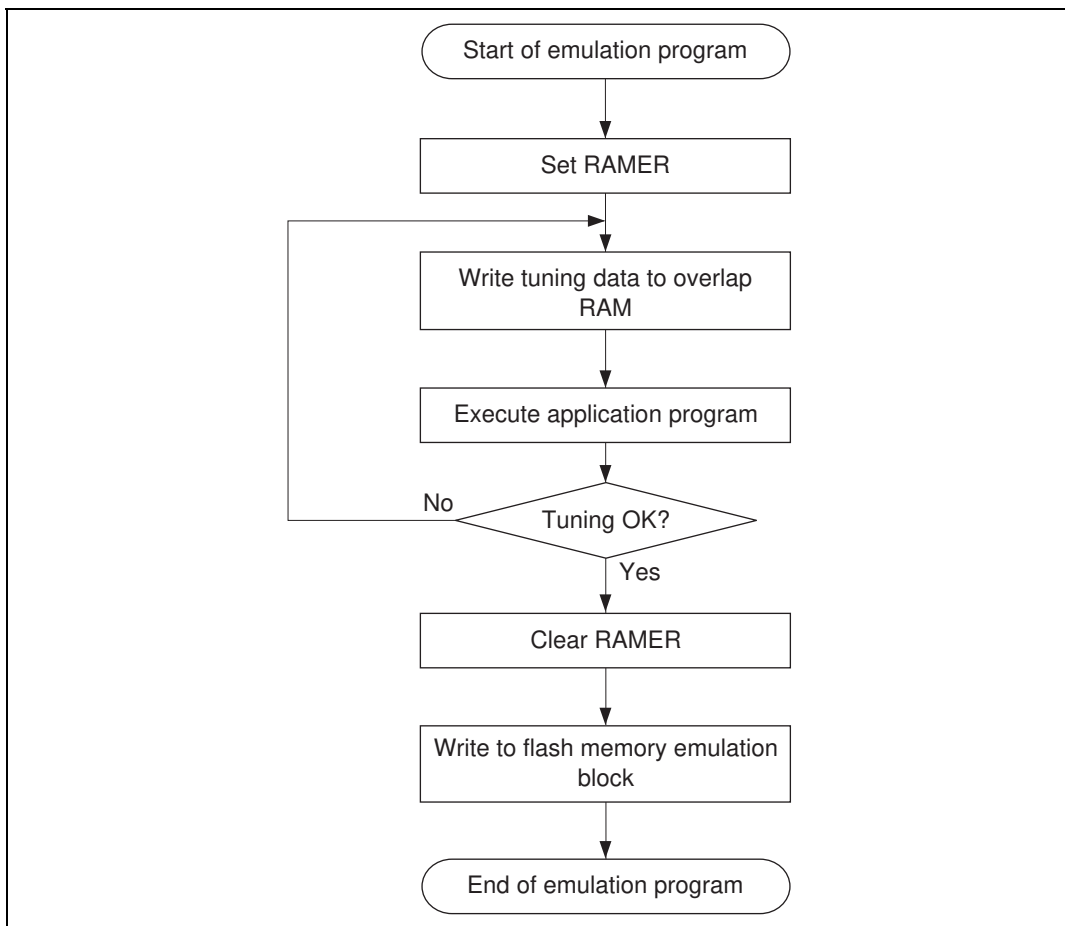 Start of emulation program
Set RAMER
Write tuning data to overlap
RAM
Execute application program
No
Tuning OK?
Yes
Clear RAMER
Write to flash memory emulation
block
End of emulation program